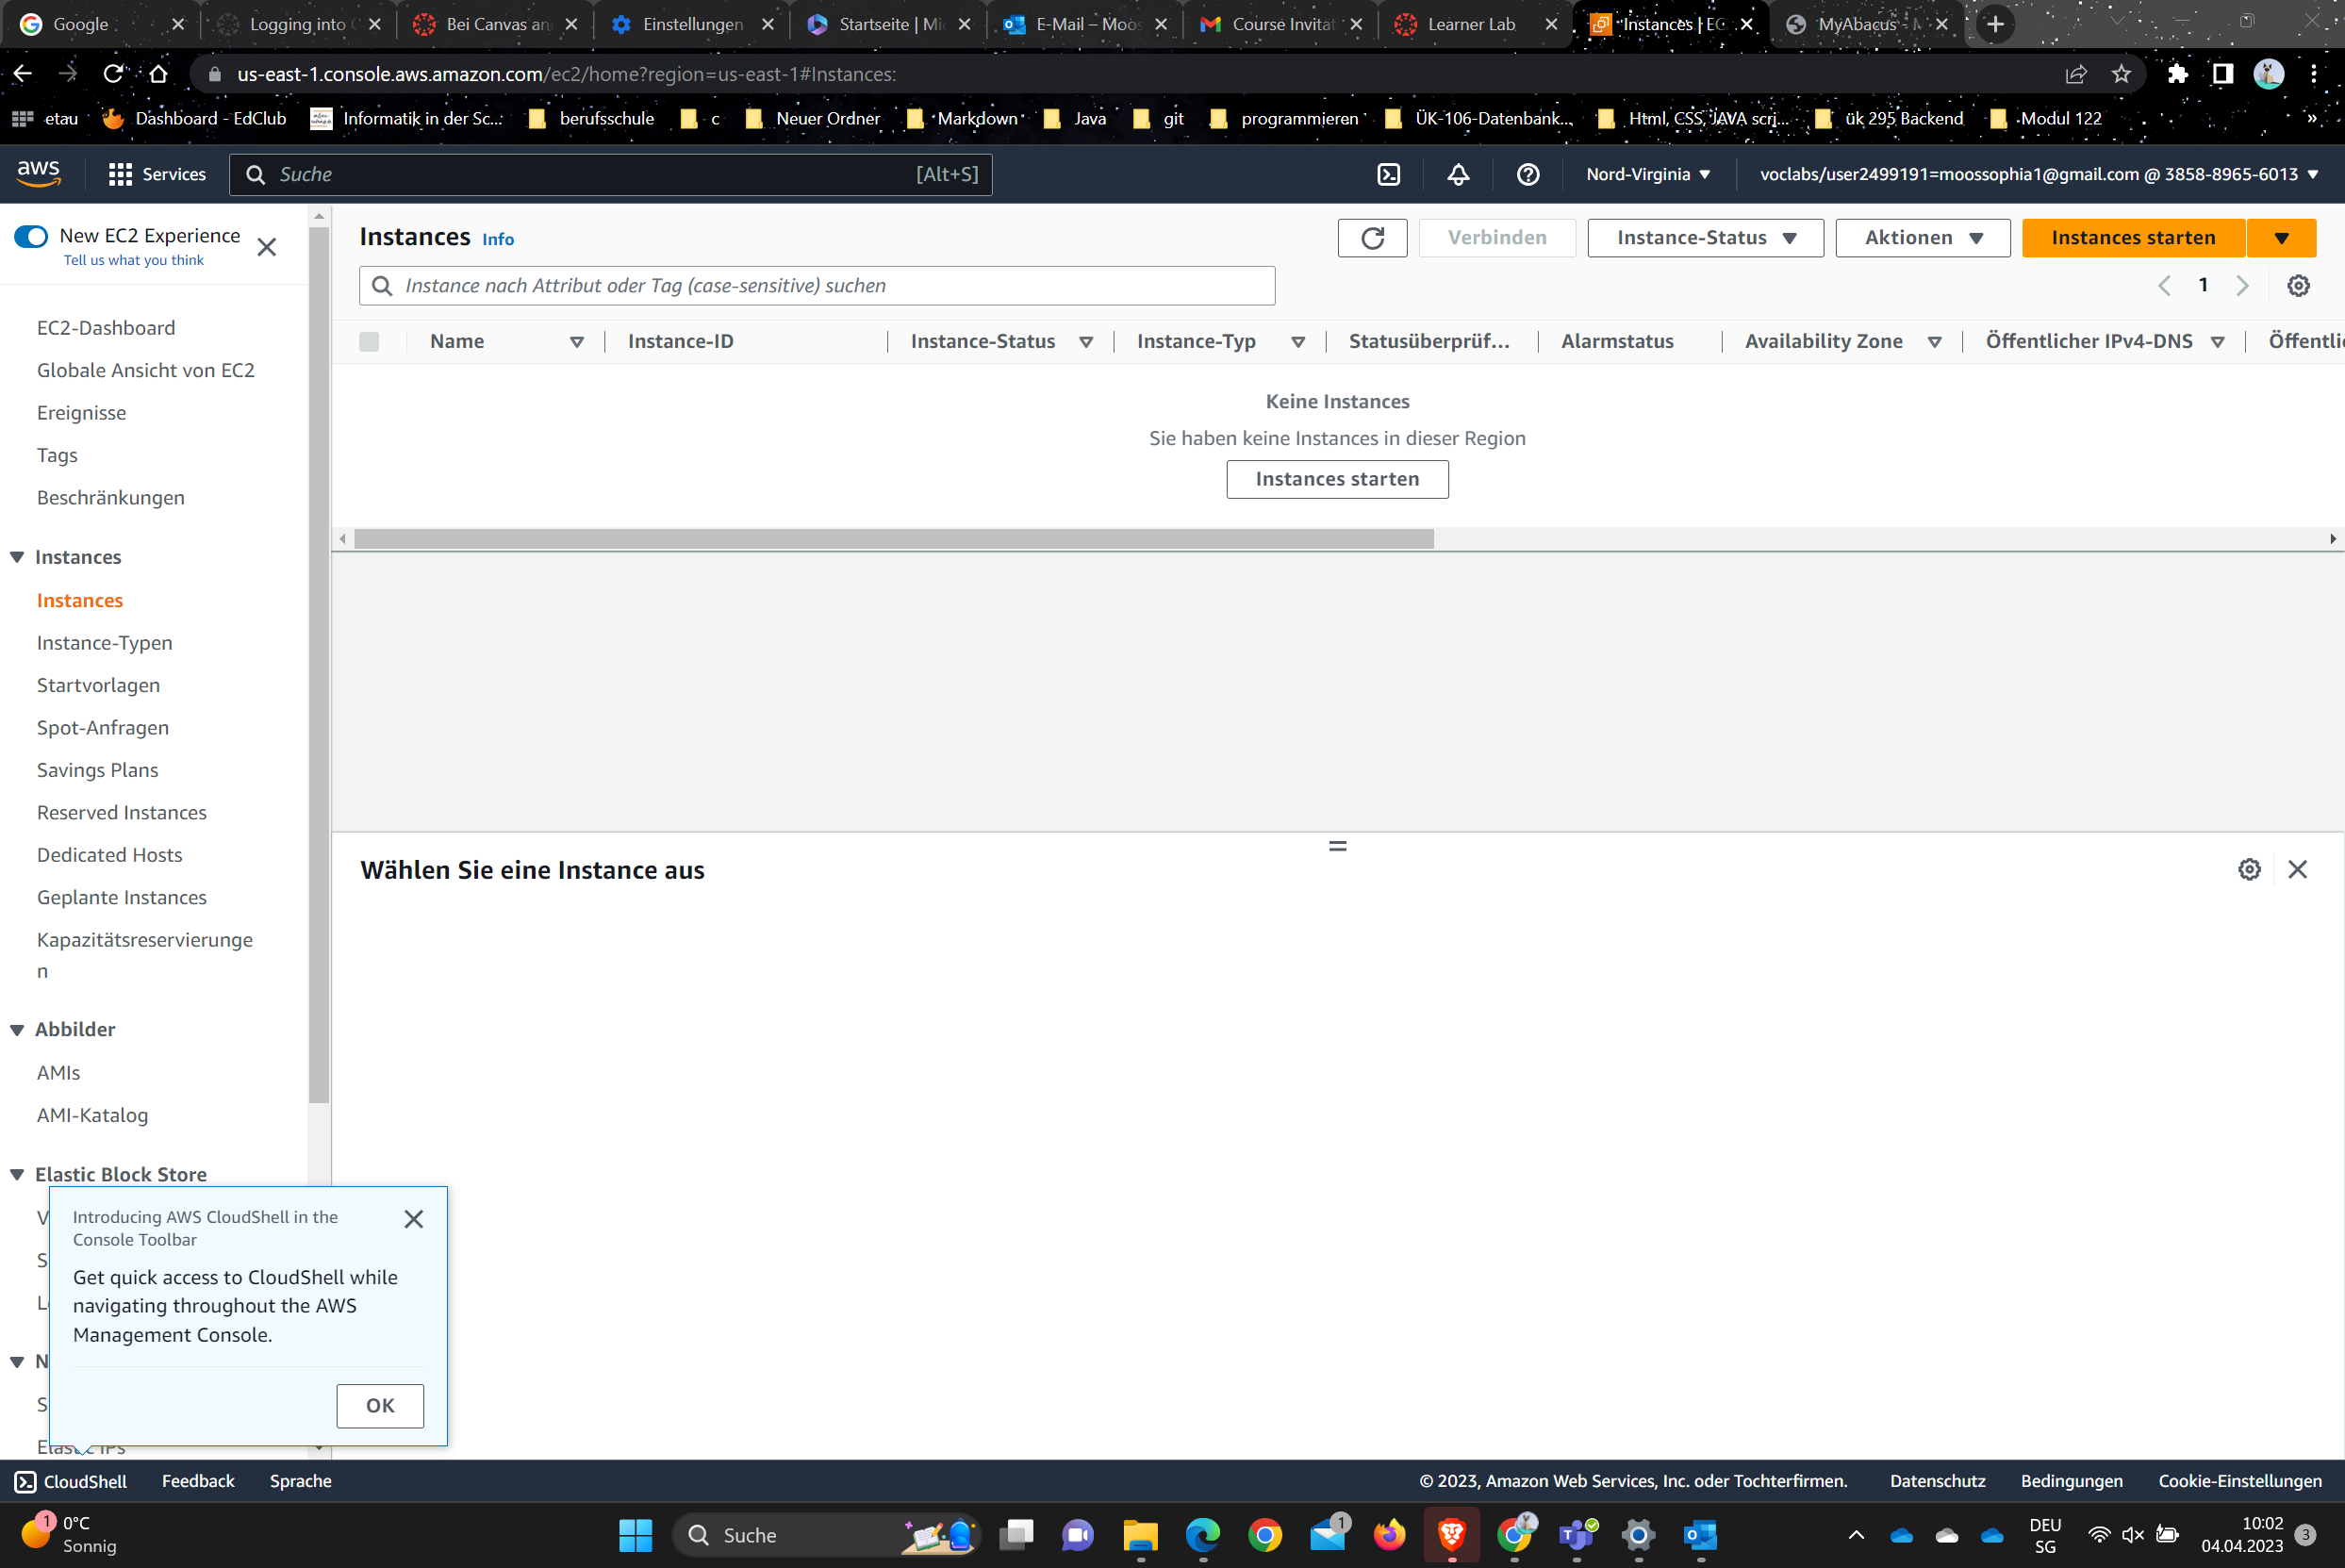 Google
Logging into
Bei Canvas an
Einstellungen
Startseite | Mi
E-Mail – Moos
Course Invitat
Learner Lab
Instances | EC
MyAbacus -
us-east-1.console.aws.amazon.com/ec2/home?region=us-east-1#Instances:
etau
Dashboard - EdClub
Informatik in der Sc...
berufsschule
c
Neuer Ordner
Markdown
Java
git
programmieren
ÜK-106-Datenbank...
Html, CSS, JAVA scri...
ük 295 Backend
Modul 122
»
aws
Services
Suche
[Alt+S]
Nord-Virginia
voclabs/user2499191=moossophia1@gmail.com @ 3858-8965-6013
New EC2 Experience
Tell us what you think
EC2-Dashboard
Globale Ansicht von EC2
Ereignisse
Tags
Beschränkungen
Instances
Instances
Instance-Typen
Startvorlagen
Spot-Anfragen
Savings Plans
Reserved Instances
Dedicated Hosts
Geplante Instances
Kapazitätsreservierunge
n
Abbilder
AMIs
AMI-Katalog
Elastic Block Store
V
S
L
N
S
Elastic IPs
Introducing AWS CloudShell in the
Console Toolbar
Get quick access to CloudShell while
navigating throughout the AWS
Management Console.
OK
Instances Info
Verbinden
Instance-Status
Aktionen
Instances starten
Instance nach Attribut oder Tag (case-sensitive) suchen
1
Name
Instance-ID
Instance-Status
Instance-Typ
Statusüberprüf...
Alarmstatus
Availability Zone
Öffentlicher IPv4-DNS
Öffentli
Keine Instances
Sie haben keine Instances in dieser Region
Instances starten
Wählen Sie eine Instance aus
CloudShell
Feedback
Sprache
© 2023, Amazon Web Services, Inc. oder Tochterfirmen.
Datenschutz
Bedingungen
Cookie-Einstellungen
1
0°C
Sonnig
Suche
1
DEU
SG
10:02
04.04.2023
3